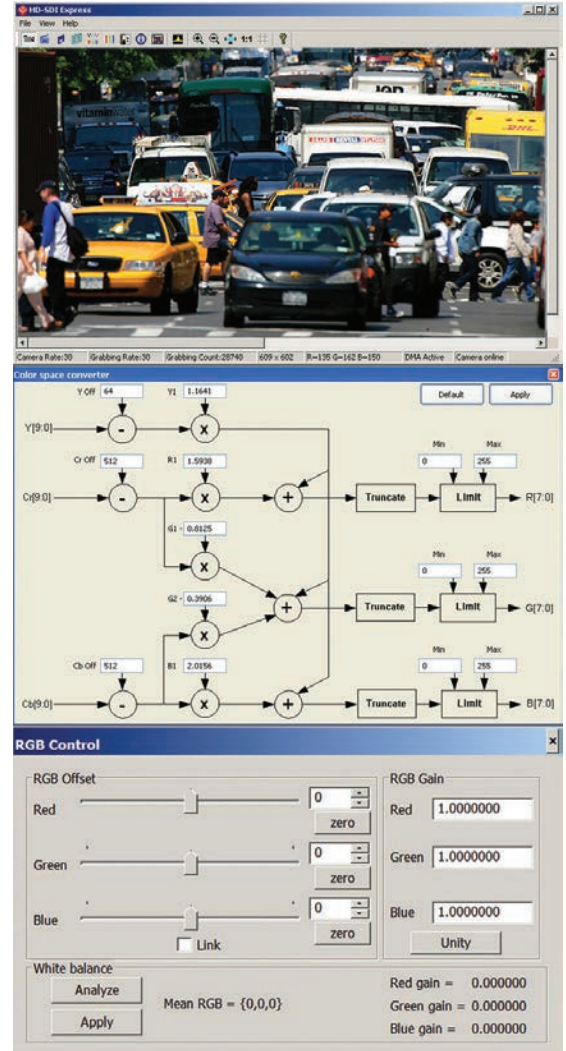 HD-SDI Express
File View Help
1:1
vitaminwater
DHL
Camera Rate:30 Grabbing Rate:30 Grabbing Count:28740 609 x 602 R=135 G=162 B=150 DMA Active Camera online
Color space converter
Y Off 64 Y1 1.1641 Default Apply
Y[9:0] - X Min Max
Cr Off 512 R1 1.5938 0 255
Cr[9:0] - X + Truncate Limit R[7:0]
G1 - 0.8125
X Min Max
G2 - 0.3906 0 255
+ Truncate Limit G[7:0]
X Min Max
Cb Off 512 B1 2.0156 0 255
Cb[9:0] - X + Truncate Limit B[7:0]
RGB Control
RGB Offset RGB Gain
Red 0 Red 1.0000000
zero
Green 0 Green 1.0000000
zero
Blue 0 Blue 1.0000000
Link zero Unity
White balance
Analyze Red gain = 0.000000
Mean RGB = {0,0,0} Green gain = 0.000000
Apply Blue gain = 0.000000